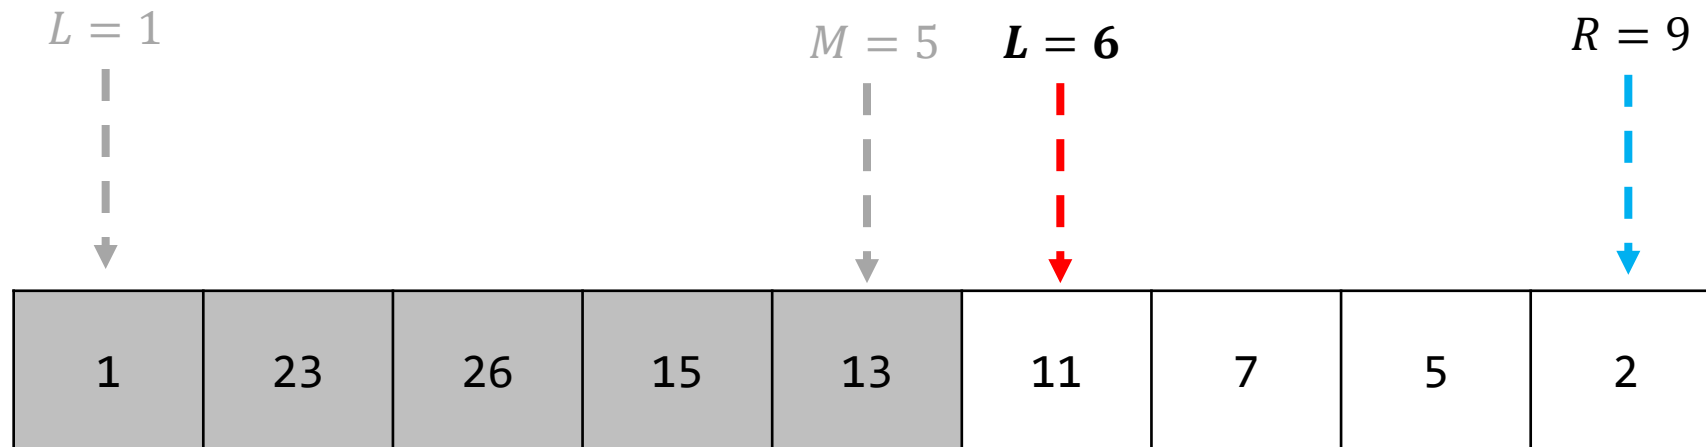 L = 1 M = 5 L = 6 R = 9
1 23 26 15 13 11 7 5 2